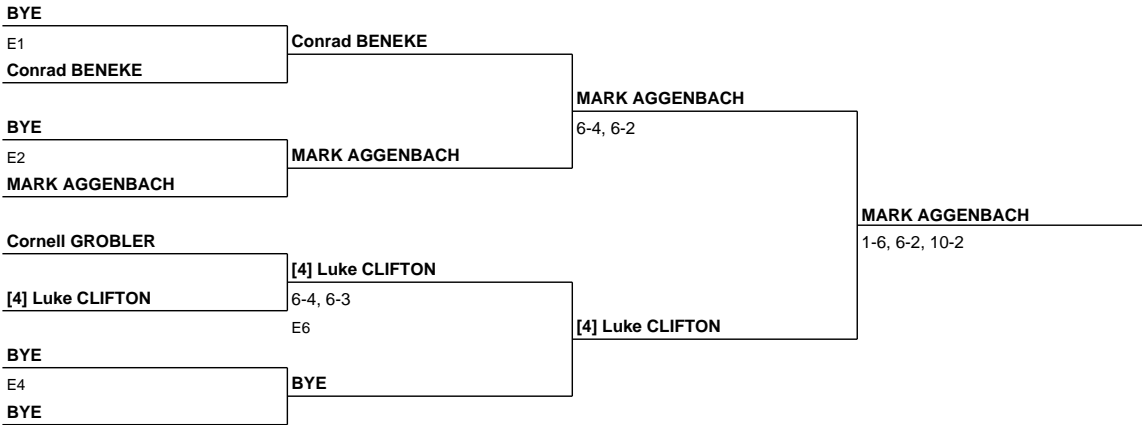 BYE
E1
Conrad BENEKE
Conrad BENEKE
MARK AGGENBACH
6-4, 6-2
BYE
E2
MARK AGGENBACH
MARK AGGENBACH
MARK AGGENBACH
1-6, 6-2, 10-2
Cornell GROBLER
[4] Luke CLIFTON
[4] Luke CLIFTON
6-4, 6-3
E6
[4] Luke CLIFTON
BYE
E4
BYE
BYE